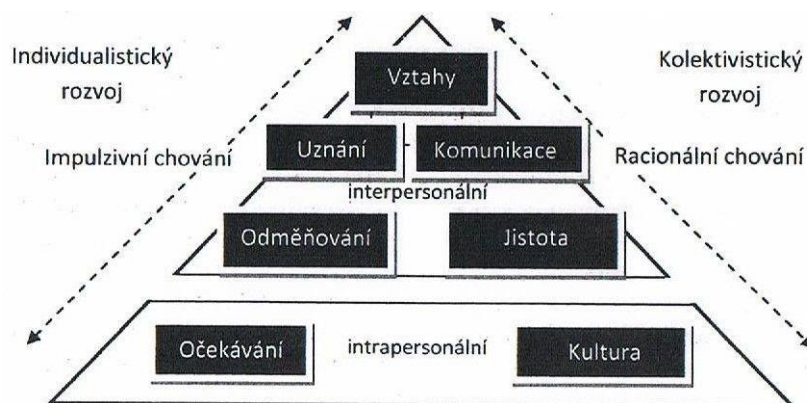 Individualistický
rozvoj
Kolektivistický
rozvoj
Vztahy
Impulzivní chování
Uznání
Komunikace
Racionální chování
interpersonální
Odměňování
Jistota
Očekávání
intrapersonální
Kultura